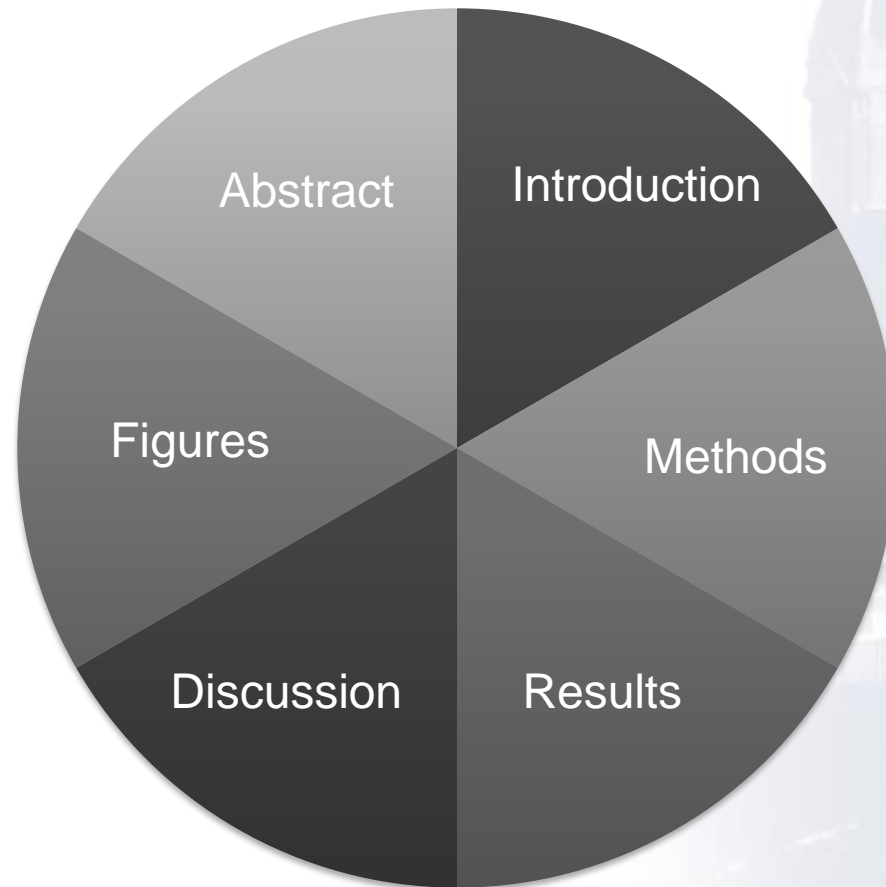 Abstract
Introduction
Figures
Methods
Discussion
Results